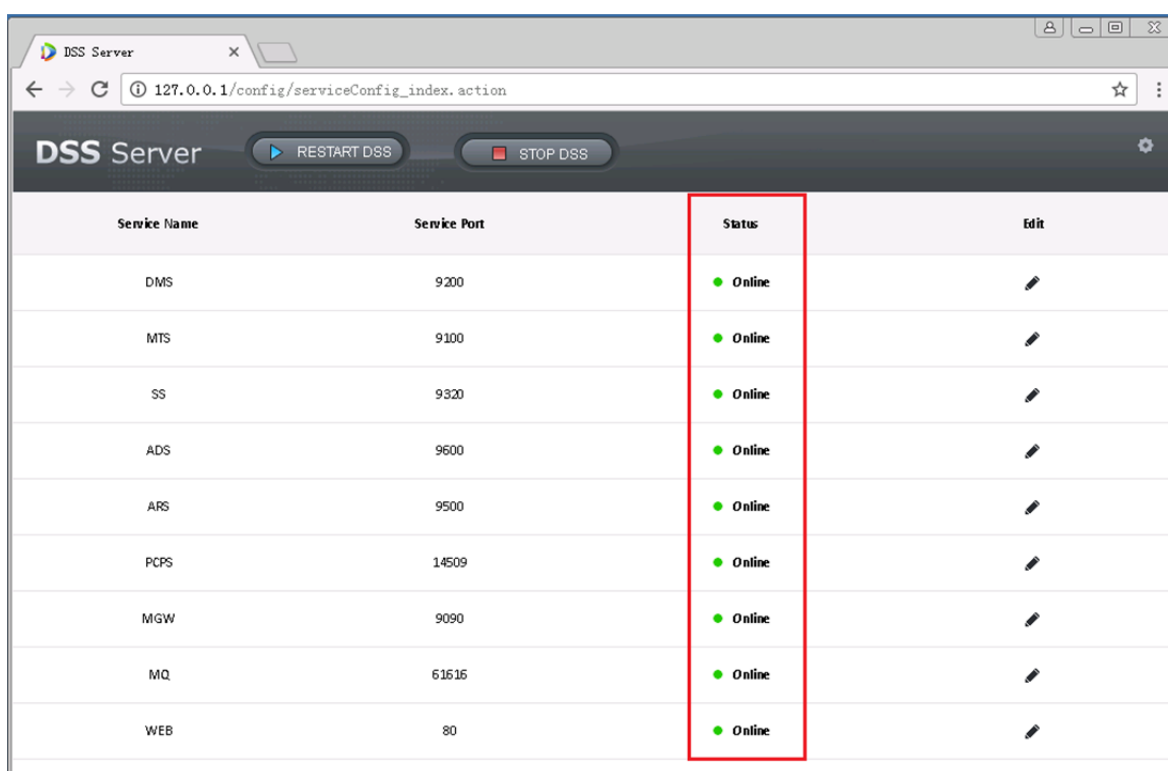 DSS Server
127.0.0.1/config/serviceConfig_index.action
DSS Server RESTART DSS STOP DSS
Service Name Service Port Status Edit
DMS 9200 Online
MTS 9100 Online
SS 9320 Online
ADS 9600 Online
ARS 9500 Online
PCPS 14509 Online
MGW 9090 Online
MQ 61616 Online
WEB 80 Online